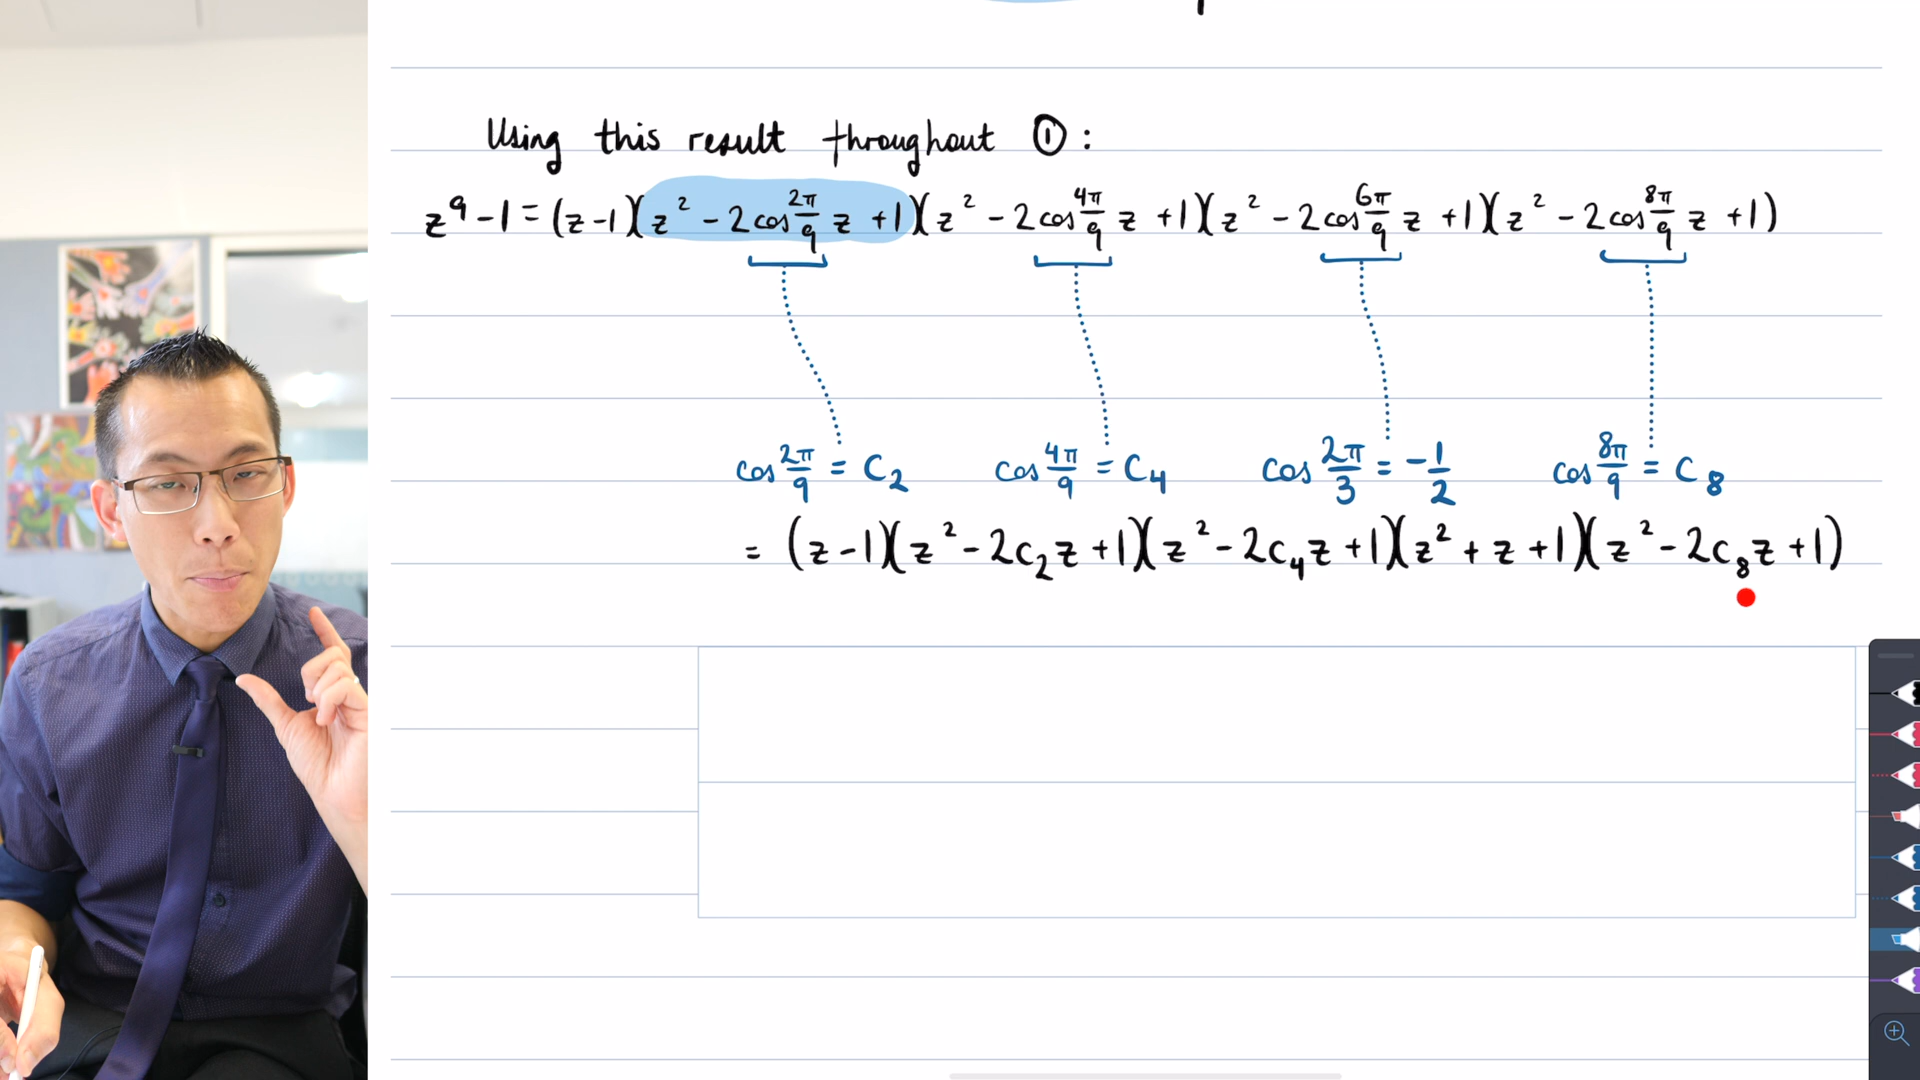 Using this result throughout ①:
z⁹ - 1 = (z - 1)(z² - 2cos 2π/9 z + 1)(z² - 2cos 4π/9 z + 1)(z² - 2cos 6π/9 z + 1)(z² - 2cos 8π/9 z + 1)
cos 2π/9 = C₂ cos 4π/9 = C₄ cos 2π/3 = -1/2 cos 8π/9 = C₈
= (z - 1)(z² - 2c₂z + 1)(z² - 2c₄z + 1)(z² + z + 1)(z² - 2c₈z + 1)